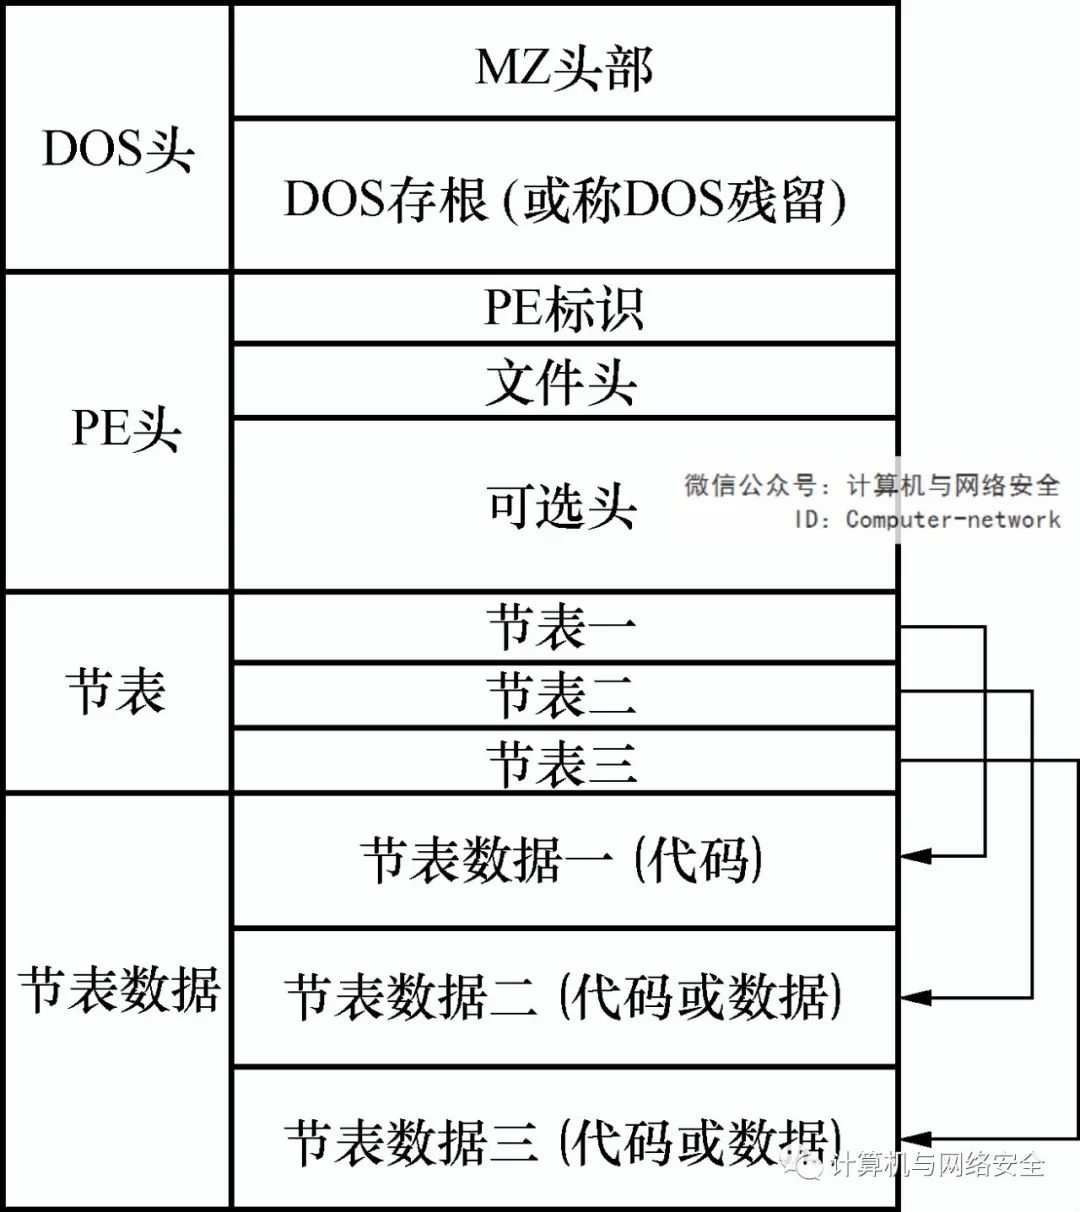 DOS头
MZ头部
DOS存根 (或称DOS残留)
PE头
PE标识
文件头
可选头
微信公众号：计算机与网络安全
ID：Computer-network
节表
节表一
节表二
节表三
节表数据
节表数据一 (代码)
节表数据二 (代码或数据)
节表数据三 (代码或数据)
计算机与网络安全